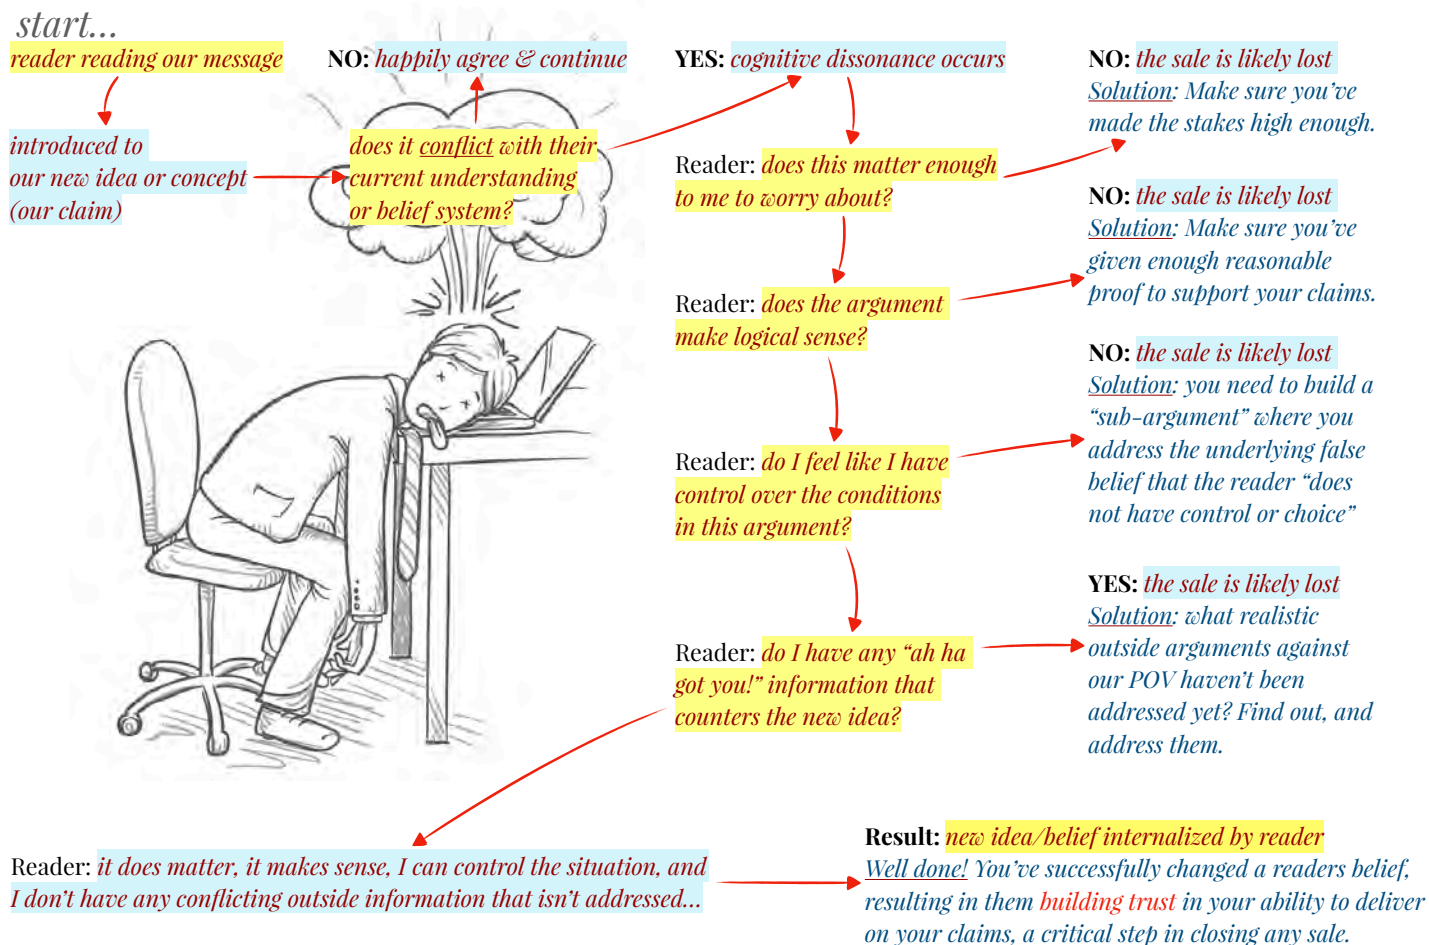 start...
reader reading our message
introduced to
our new idea or concept
(our claim)
NO: happily agree & continue
does it conflict with their
current understanding
or belief system?
YES: cognitive dissonance occurs
Reader: does this matter enough
to me to worry about?
NO: the sale is likely lost
Solution: Make sure you've
made the stakes high enough.
Reader: does the argument
make logical sense?
NO: the sale is likely lost
Solution: Make sure you've
given enough reasonable
proof to support your claims.
Reader: do I feel like I have
control over the conditions
in this argument?
NO: the sale is likely lost
Solution: you need to build a
“sub-argument” where you
address the underlying false
belief that the reader “does
not have control or choice”
Reader: do I have any “ah ha
got you!” information that
counters the new idea?
YES: the sale is likely lost
Solution: what realistic
outside arguments against
our POV haven't been
addressed yet? Find out, and
address them.
Reader: it does matter, it makes sense, I can control the situation, and
I don't have any conflicting outside information that isn't addressed...
Result: new idea/belief internalized by reader
Well done! You've successfully changed a readers belief,
resulting in them building trust in your ability to deliver
on your claims, a critical step in closing any sale.